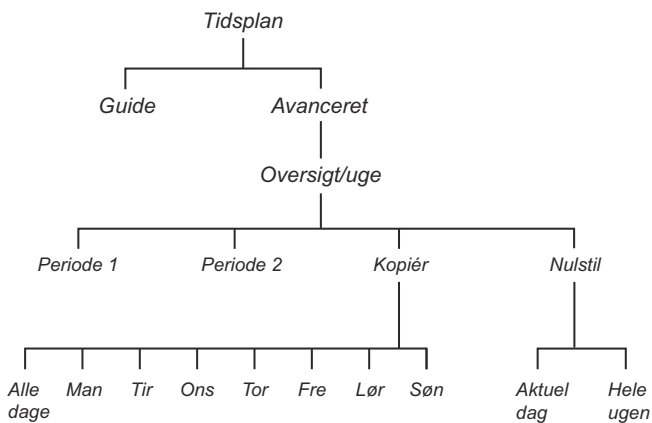 Tidsplan
Guide Avanceret
Oversigt/uge
Periode 1 Periode 2 Kopiér Nulstil
Alle Man Tir Ons Tor Fre Lør Søn Aktuel Hele
dage dag ugen